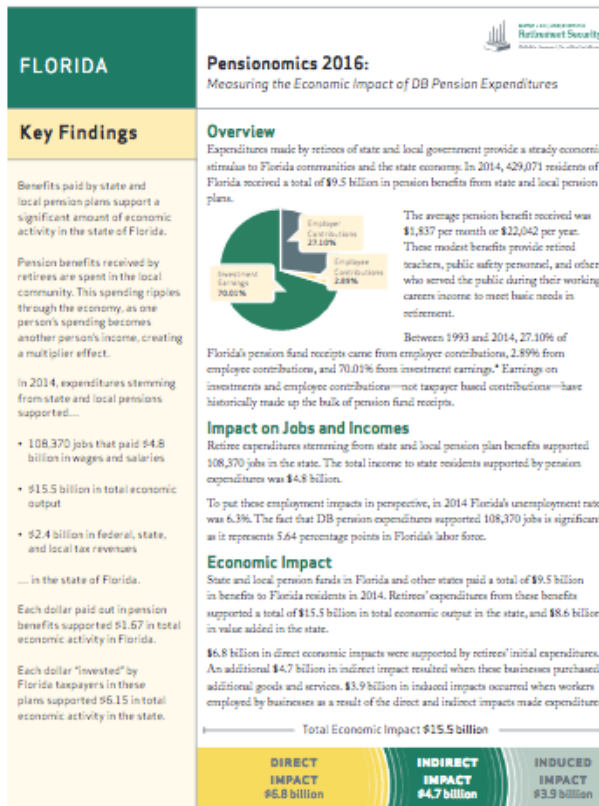 FLORIDA
Retirement Security
Pensionomics 2016:
Measuring the Economic Impact of DB Pension Expenditures
Key Findings
Benefits paid by state and
local pension plans support a
significant amount of economic
activity in the state of Florida.
Pension benefits received by
retirees are spent in the local
community. This spending ripples
through the economy, as one
person's spending becomes
another person's income, creating
a multiplier effect.
In 2014, expenditures stemming
from state and local pensions
supported....
• 108,370 jobs that paid $4.8
billion in wages and salaries
• $15.5 billion in total economic
output
• $2.4 billion in federal, state,
and local tax revenues
.... in the state of Florida.
Each dollar paid out in pension
benefits supported $1.67 in total
economic activity in Florida.
Each dollar "invested" by
Florida taxpayers in these
plans supported $6.15 in total
economic activity in the state.
Overview
Expenditures made by retirees of state and local government provide a steady economi
stimulus to Florida communities and the state economy. In 2014, 429,071 residents of
Florida received a total of $9.5 billion in pension benefits from state and local pension
plans.
Employer
Contributions
27.10%
Employee
Contributions
2.89%
Investment
Earnings
70.01%
The average pension benefit received was
$1,837 per month or $22,042 per year.
These modest benefits provide retired
teachers, public safety personnel, and other
who served the public during their working
careers income to meet basic needs in
retirement.
Between 1993 and 2014, 27.10% of
Florida's pension fund receipts came from employer contributions, 2.89% from
employee contributions, and 70.01% from investment earnings.* Earnings on
investments and employee contributions—not taxpayer based contributions—have
historically made up the bulk of pension fund receipts.
Impact on Jobs and Incomes
Retiree expenditures stemming from state and local pension plan benefits supported
108,370 jobs in the state. The total income to state residents supported by pension
expenditures was $4.8 billion.
To put these employment impacts in perspective, in 2014 Florida's unemployment rate
was 6.3%. The fact that DB pension expenditures supported 108,370 jobs is significant
as it represents 5.64 percentage points in Florida's labor force.
Economic Impact
State and local pension funds in Florida and other states paid a total of $9.5 billion
in benefits to Florida residents in 2014. Retirees' expenditures from these benefits
supported a total of $15.5 billion in total economic output in the state, and $8.6 billion
in value added in the state.
$6.8 billion in direct economic impacts were supported by retirees' initial expenditures.
An additional $4.7 billion in indirect impact resulted when these businesses purchased
additional goods and services. $3.9 billion in induced impacts occurred when workers
employed by businesses as a result of the direct and indirect impacts made expenditure
Total Economic Impact $15.5 billion
DIRECT
IMPACT
$6.8 billion
INDIRECT
IMPACT
$4.7 billion
INDUCED
IMPACT
$3.9 billion